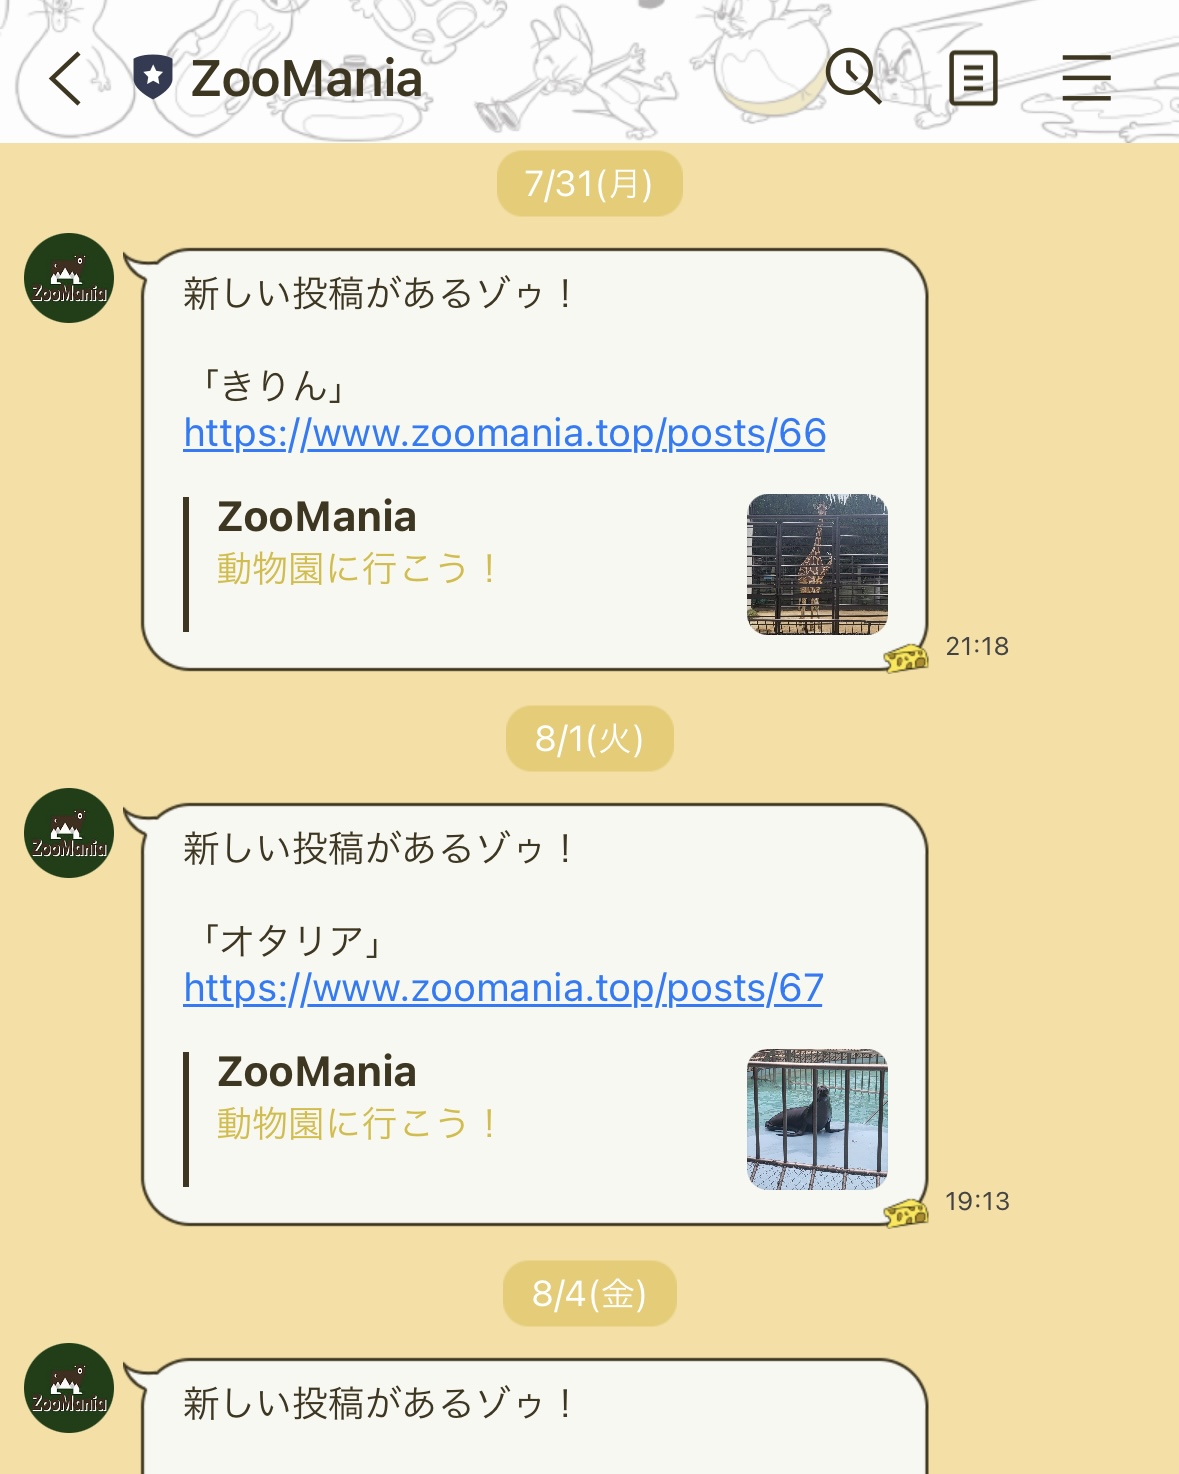 ZooMania
7/31(月)
ZooMania
新しい投稿があるゾゥ！
「きりん」
https://www.zoomania.top/posts/66
ZooMania
動物園に行こう！
21:18
8/1(火)
ZooMania
新しい投稿があるゾゥ！
「オタリア」
https://www.zoomania.top/posts/67
ZooMania
動物園に行こう！
19:13
8/4(金)
ZooMania
新しい投稿があるゾゥ！